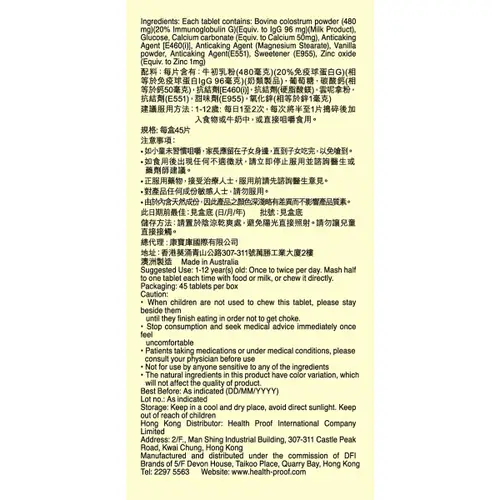 Ingredients: Each tablet contains: Bovine colostrum powder (480
mg)(20% Immunoglobulin G)(Equiv. to IgG 96 mg)(Milk Product),
Glucose, Calcium carbonate (Equiv. to Calcium 50mg), Anticaking
Agent [E460(i)], Anticaking Agent (Magnesium Stearate), Vanilla
powder, Anticaking Agent(E551), Sweetener (E955), Zinc oxide
(Equiv. to Zinc 1mg)
配料：每片含有：牛初乳粉(480毫克)(20%免疫球蛋白G)(相
等於免疫球蛋白IgG 96毫克)(奶類製品)，葡萄糖，碳酸鈣(相
等於鈣50毫克)，抗結劑[E460(i)]，抗結劑(硬脂酸鎂)，雲呢拿粉，
抗結劑(E551)，甜味劑(E955)，氧化鋅(相等於鋅1毫克)
建議服用方法：1-12歲: 每日1至2次，每次將半至1片搗碎後加
入食物或牛奶中，或直接咀嚼食用。
規格: 每盒45片
注意事項：
• 如小童未習慣咀嚼，家長應留在子女身邊，直到子女吃完，以免嗆到。
• 如食用後出現任何不適徵狀，請立即停止服用並諮詢醫生或
藥劑師建議。
• 正服用藥物，接受治療人士，服用前請先諮詢醫生意見。
• 對產品任何成份敏感人士，請勿服用。
• 由於內含天然成份，因此產品之顏色深淺略有差異而不影響產品質素。
此日期前最佳：見盒底 (日/月/年) 批號：見盒底
儲存方法：請置於陰涼乾爽處，避免陽光直接照射。請勿讓兒童
直接接觸。
總代理：康寶庫國際有限公司
地址：香港葵涌青山公路307-311號萬勝工業大廈2樓
澳洲製造 Made in Australia
Suggested Use: 1-12 year(s) old: Once to twice per day. Mash half
to one tablet each time with food or milk, or chew it directly.
Packaging: 45 tablets per box
Caution:
• When children are not used to chew this tablet, please stay
beside them
until they finish eating in order not to get choke.
• Stop consumption and seek medical advice immediately once
feel
uncomfortable
• Patients taking medications or under medical conditions, please
consult your physician before use
• Not for use by anyone sensitive to any of the ingredients
• The natural ingredients in this product have color variation, which
will not affect the quality of product.
Best Before: As indicated (DD/MM/YYYY)
Lot no.: As indicated
Storage: Keep in a cool and dry place, avoid direct sunlight. Keep
out of reach of children
Hong Kong Distributor: Health Proof International Company
Limited
Address: 2/F., Man Shing Industrial Building, 307-311 Castle Peak
Road, Kwai Chung, Hong Kong
Manufactured and distributed under the commission of DFI
Brands of 5/F Devon House, Taikoo Place, Quarry Bay, Hong Kong
Tel: 2297 5563 Website: www.health-proof.com